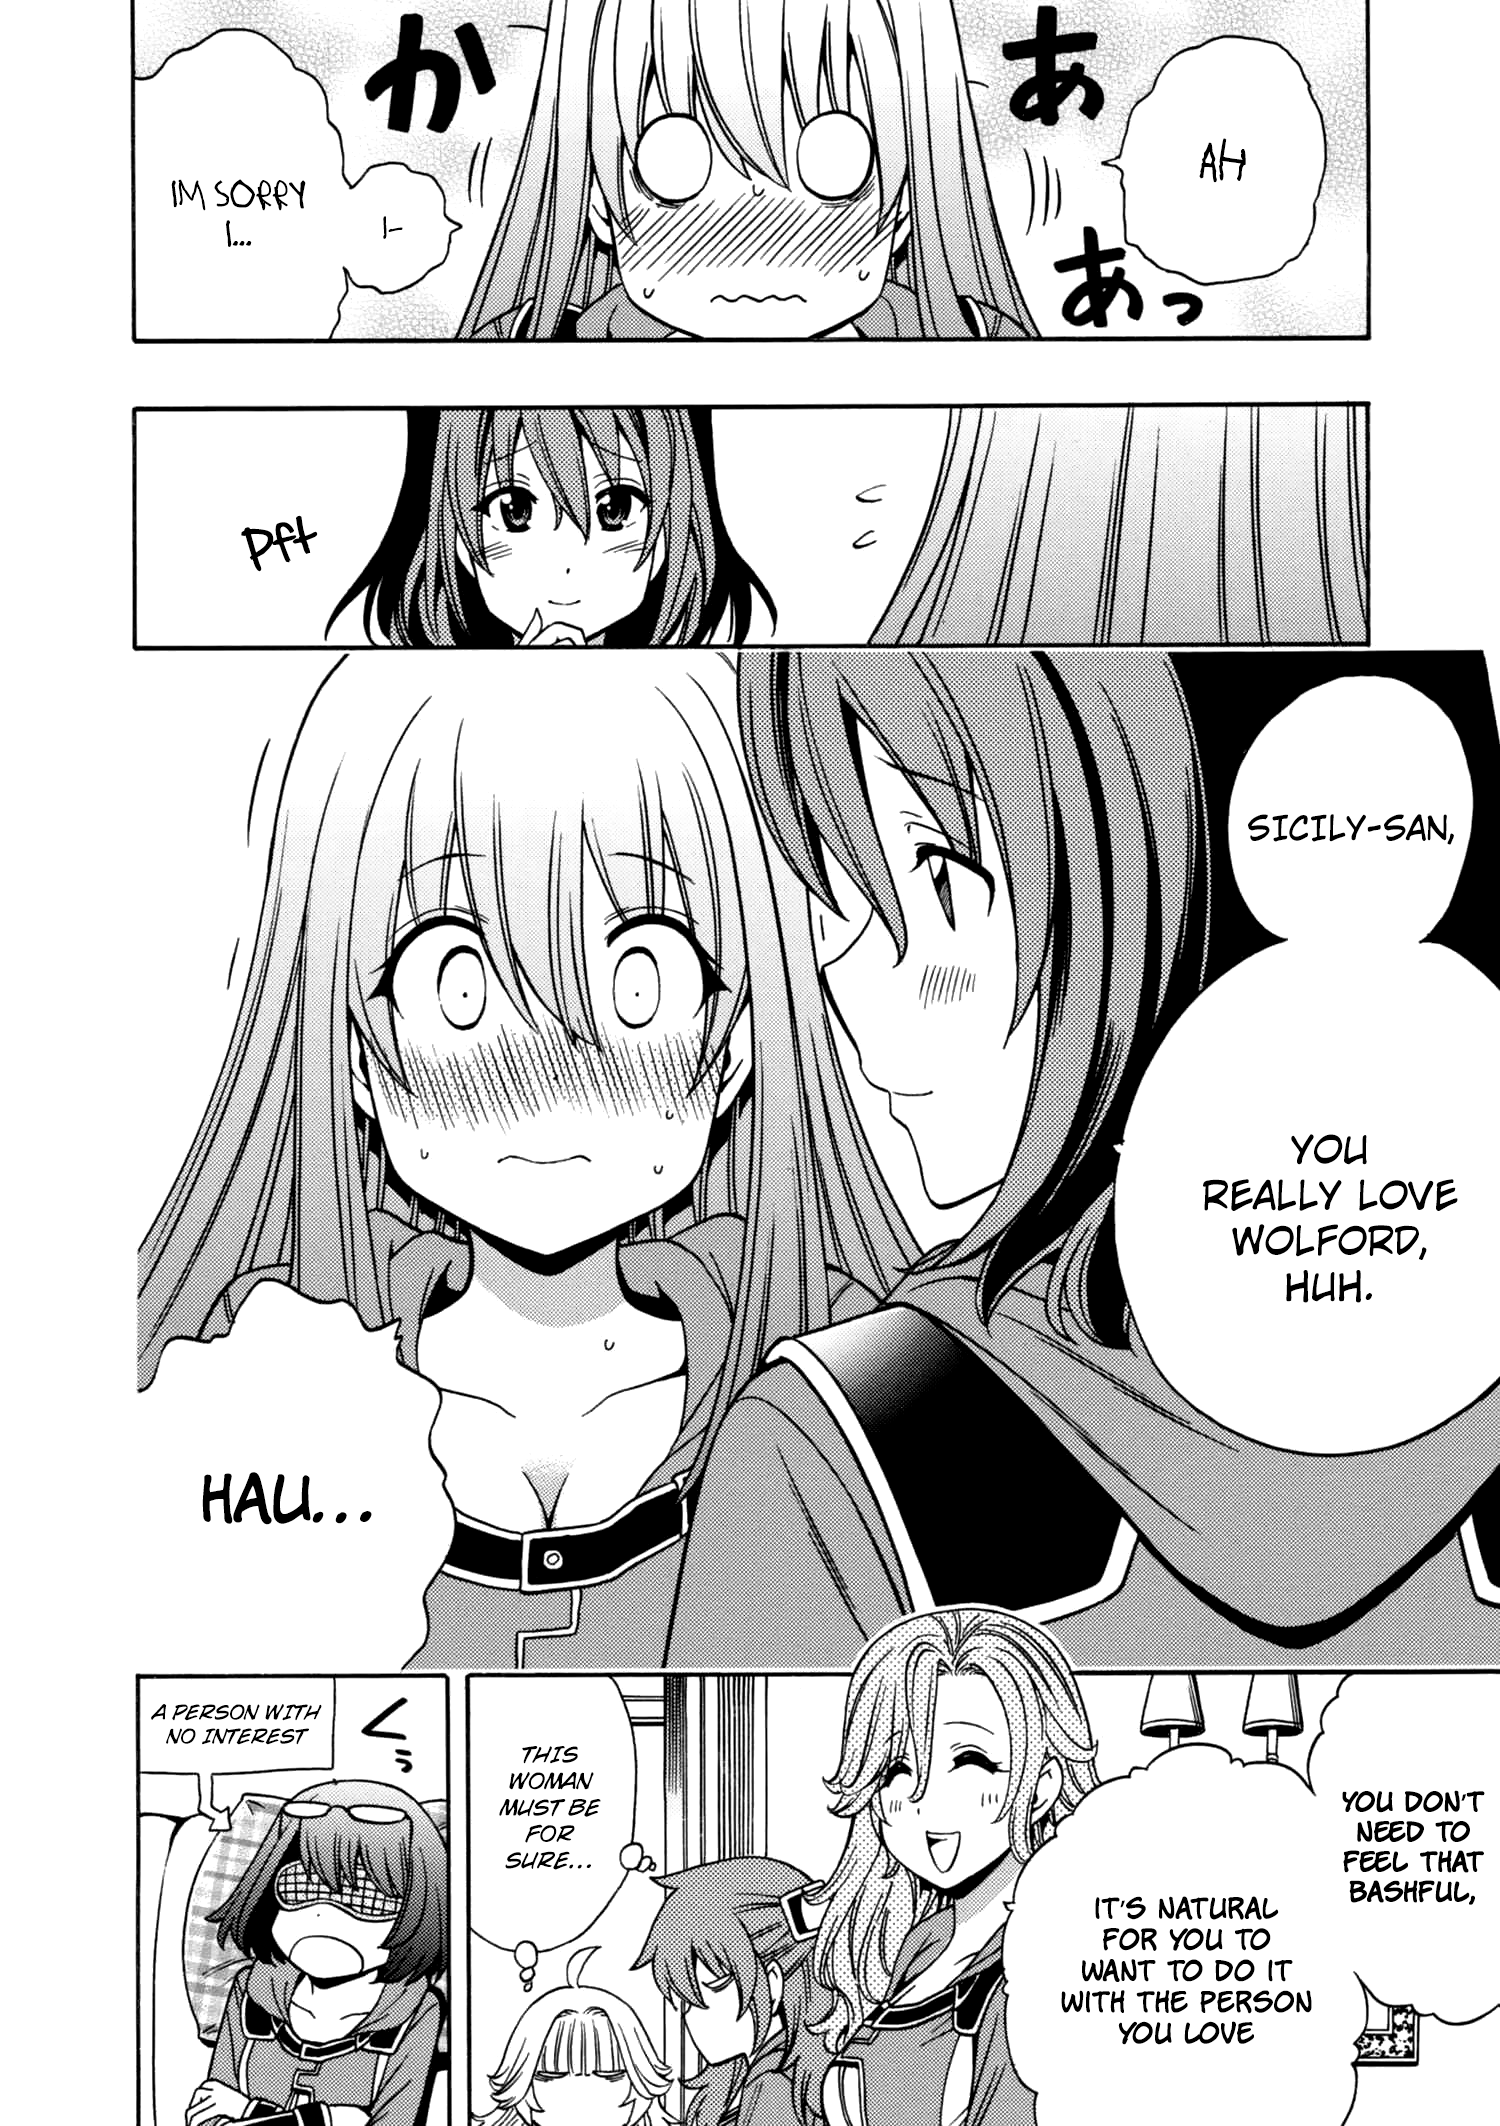 あ
あっ
か
AH
I-
IM SORRY
I...
Pft
SICILY-SAN,
YOU
REALLY LOVE
WOLFORD,
HUH.
HAU...
YOU DON'T
NEED TO
FEEL THAT
BASHFUL,
IT'S NATURAL
FOR YOU TO
WANT TO DO IT
WITH THE PERSON
YOU LOVE
THIS
WOMAN
MUST BE
FOR
SURE...
A PERSON WITH
NO INTEREST
くぅ